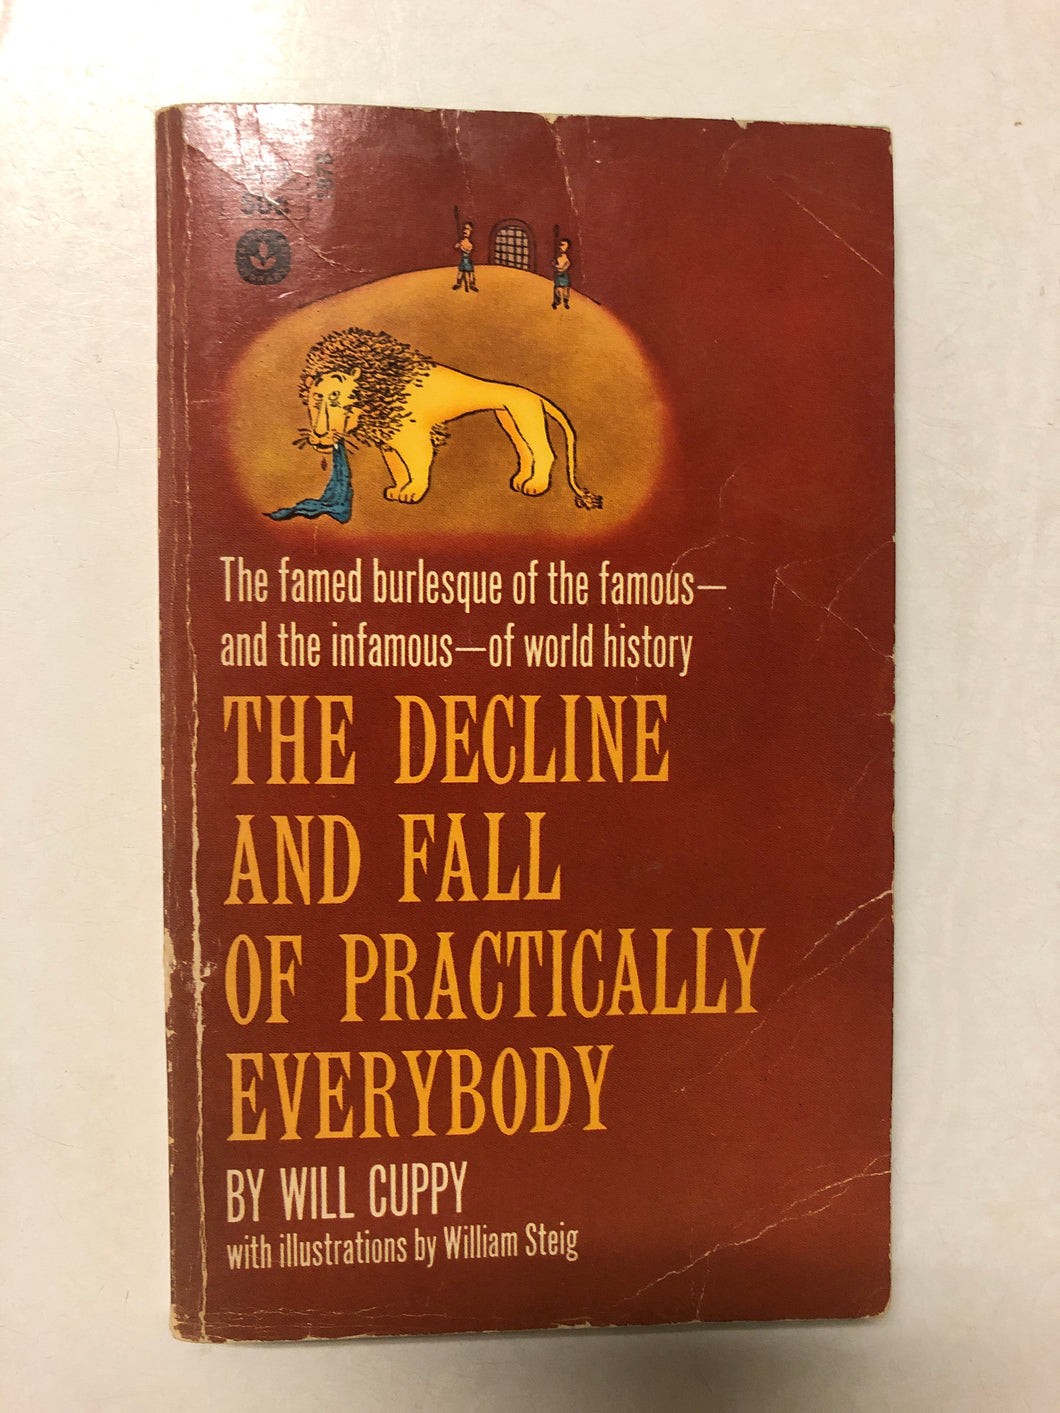 The famed burlesque of the famous—
and the infamous—of world history
THE DECLINE
AND FALL
OF PRACTICALLY
EVERYBODY
BY WILL CUPPY
with illustrations by William Steig